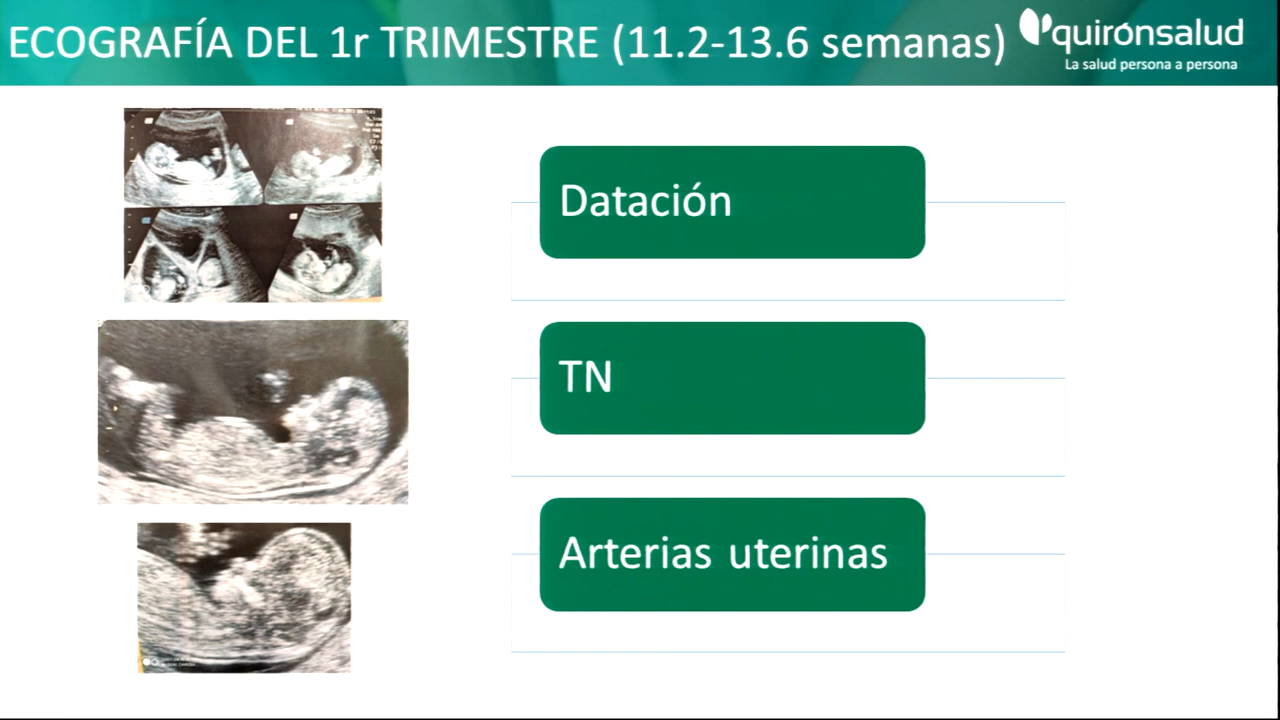 ECOGRAFÍA DEL 1r TRIMESTRE (11.2-13.6 semanas)
quirónsalud
La salud persona a persona
Datación
TN
Arterias uterinas